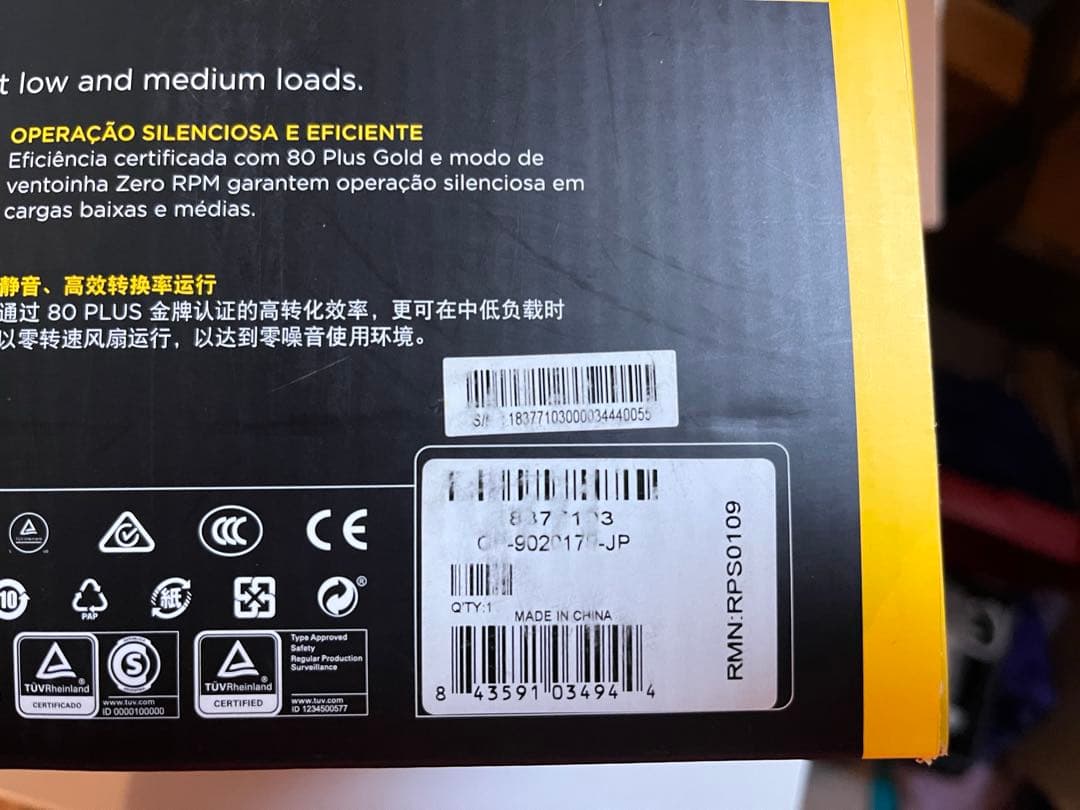 t low and medium loads.
OPERAÇÃO SILENCIOSA E EFICIENTE
Eficiência certificada com 80 Plus Gold e modo de
ventoinha Zero RPM garantem operação silenciosa em
cargas baixas e médias.
静音、高效转换率运行
通过 80 PLUS 金牌认证的高转化效率，更可在中低负载时
以零转速风扇运行，以达到零噪音使用环境。
18377103000034440055
-JP
Q'TY:1
MADE IN CHINA
8 43591 03494 4
RMN:RPS0109
CCC
CE
10
PAP
紙
®
TÜVRheinland®
CERTIFICADO
S
www.tuv.com
ID 0000100000
TÜVRheinland®
CERTIFIED
Type Approved
Safety
Regular Production
Surveillance
www.tuv.com
ID 1234500577